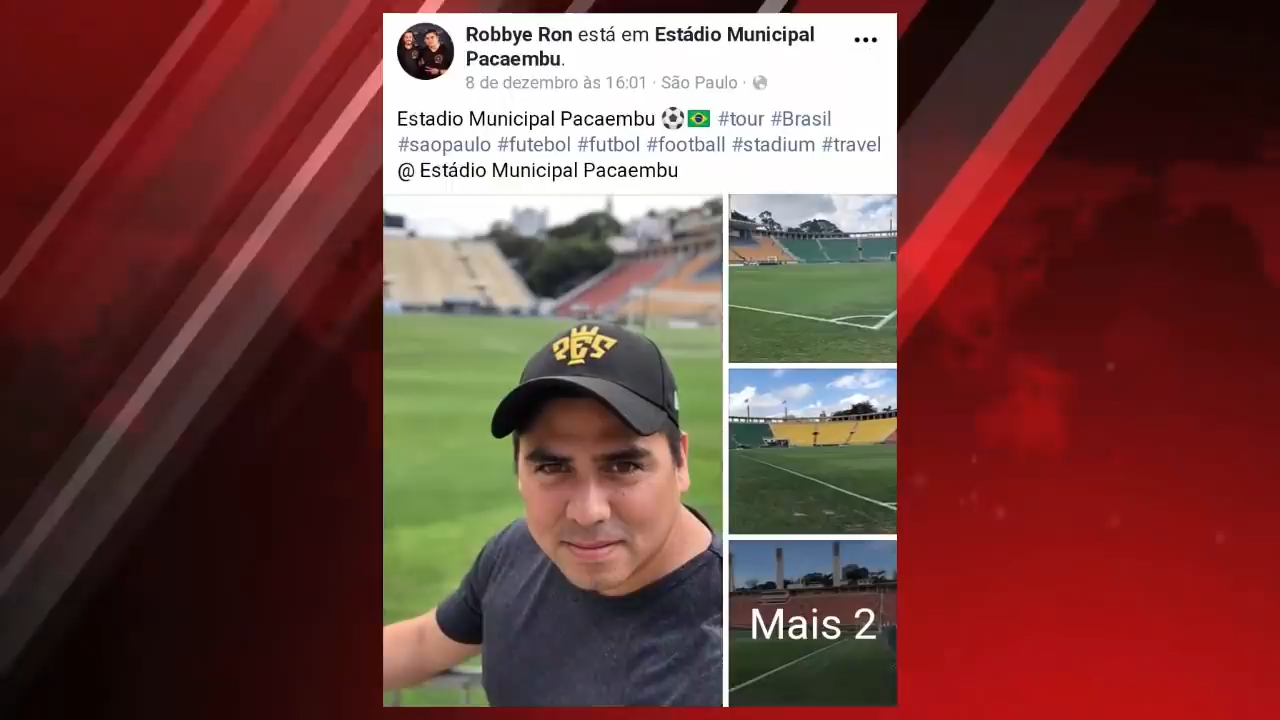 Robbye Ron está em Estádio Municipal
Pacaembu.
8 de dezembro às 16:01 · São Paulo ·
Estadio Municipal Pacaembu ⚽🇧🇷 #tour #Brasil
#saopaulo #futebol #futbol #football #stadium #travel
@ Estádio Municipal Pacaembu
PES
Mais 2